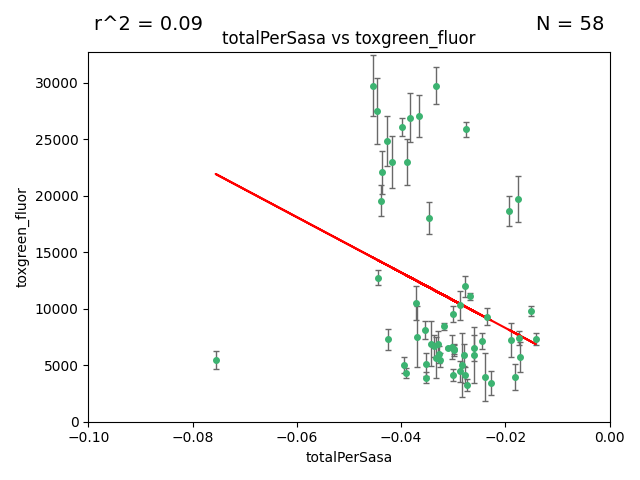 r^2 = 0.09
N = 58
totalPerSasa vs toxgreen_fluor
toxgreen_fluor
30000
25000
20000
15000
10000
5000
0
−0.10
−0.08
−0.06
−0.04
−0.02
0.00
totalPerSasa